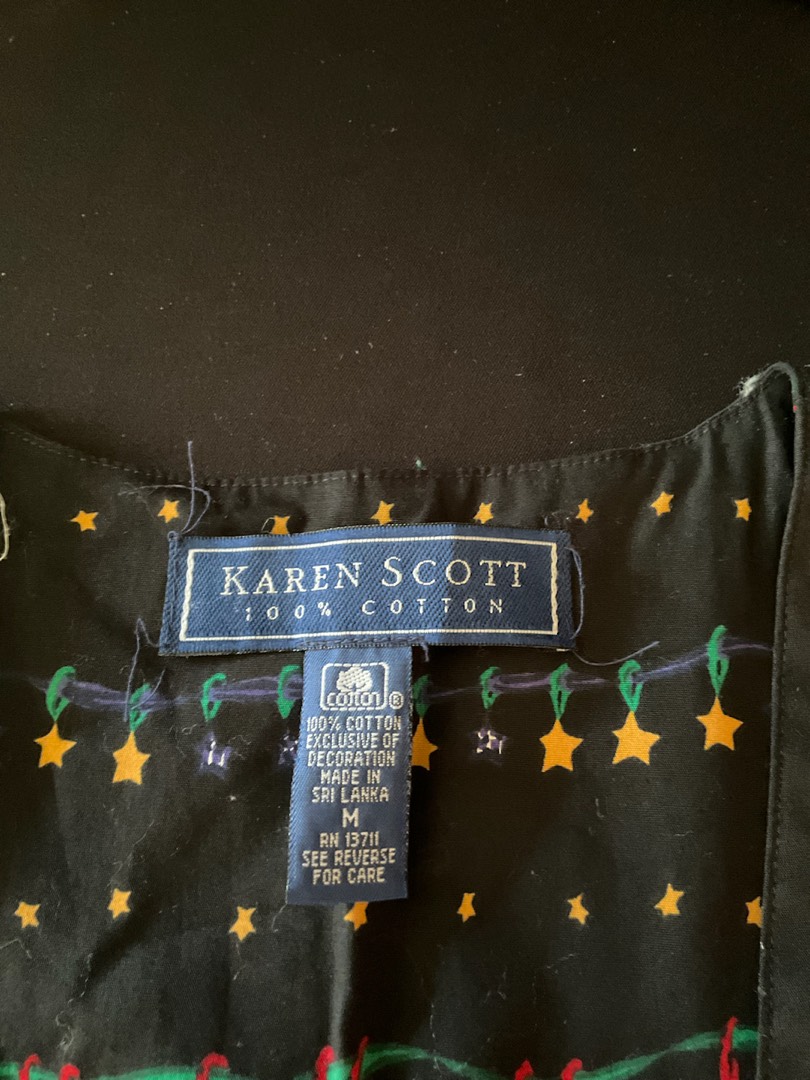 KAREN SCOTT
100% COTTON
cotton ®
100% COTTON
EXCLUSIVE OF
DECORATION
MADE IN
SRI LANKA
M
RN 13711
SEE REVERSE
FOR CARE